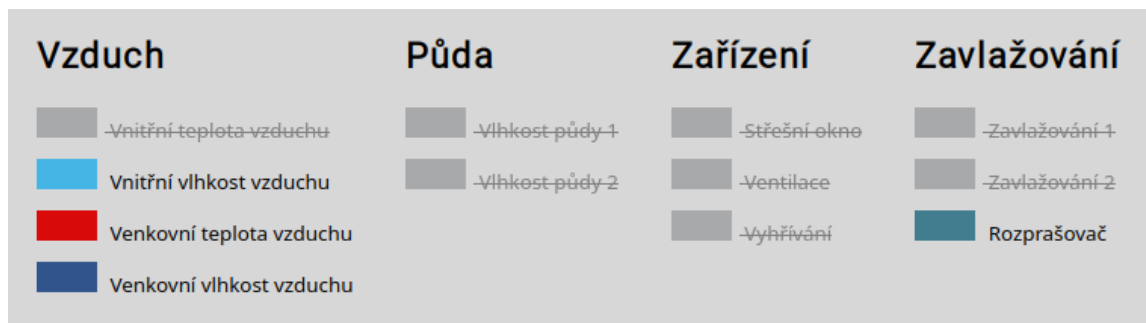 Vzduch
Vnitřní teplota vzduchu
Vnitřní vlhkost vzduchu
Venkovní teplota vzduchu
Venkovní vlhkost vzduchu
Půda
Vlhkost půdy 1
Vlhkost půdy 2
Zařízení
Střešní okno
Ventilace
Vyhřívání
Zavlažování
Zavlažování 1
Zavlažování 2
Rozprašovač